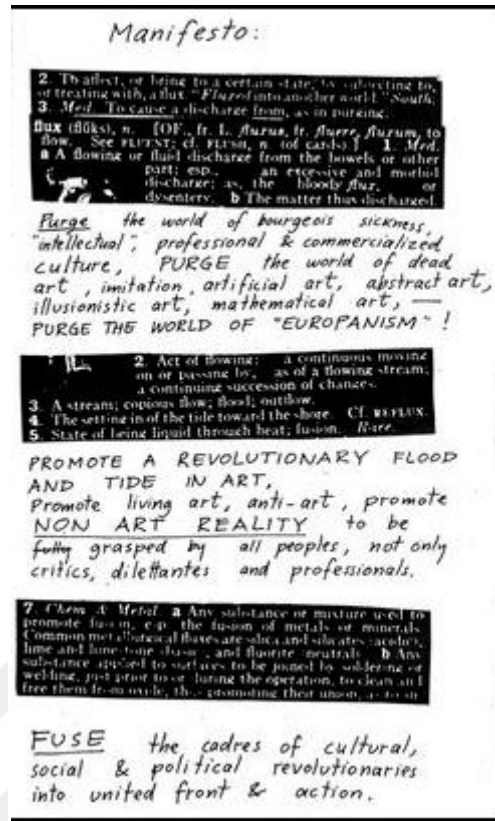 Manifesto:
2. To affect, or bring to a certain state, by subjecting to,
or treating with, a flux. "Fluxed into another world." South.
3. Med. To cause a discharge from, as in purging.
flux (flŭks), n. [OF., fr. L. fluxus, fr. fluere, fluxum, to
flow. See FLUENT; cf. FLUSH, n. (of cards).] 1. Med.
a A flowing or fluid discharge from the bowels or other
part; esp., an excessive and morbid
discharge; as, the bloody flux, or
dysentery. b The matter thus discharged.
Purge the world of bourgeois sickness,
"intellectual", professional & commercialized
culture, PURGE the world of dead
art, imitation, artificial art, abstract art,
illusionistic art, mathematical art, —
PURGE THE WORLD OF "EUROPANISM"!
2. Act of flowing: a continuous moving
on or passing by, as of a flowing stream;
a continuing succession of changes.
3. A stream; copious flow; flood; outflow.
4. The setting in of the tide toward the shore. Cf. REFLUX.
5. State of being liquid through heat; fusion. Rare.
PROMOTE A REVOLUTIONARY FLOOD
AND TIDE IN ART,
Promote living art, anti-art, promote
NON ART REALITY to be
fully grasped by all peoples, not only
critics, dilettantes and professionals.
7. Chem. & Metal. a Any substance or mixture used to
promote fusion, esp. the fusion of metals or minerals.
Common metallurgical fluxes are silica and silicates (acidic),
lime and limestone (basic), and fluorite (neutral). b Any
substance applied to surfaces to be joined by soldering or
welding, just prior to or during the operation, to clean and
free them from oxide, thus promoting their union, as rosin.
FUSE the cadres of cultural,
social & political revolutionaries
into united front & action.